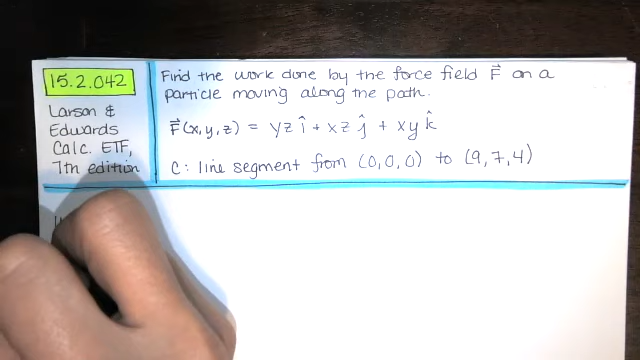 15.2.042
Larson &
Edwards
Calc. ETF,
7th edition
Find the work done by the force field F⃗ on a
particle moving along the path.
F⃗(x,y,z) = yz î + xz ĵ + xy k̂
C: line segment from (0,0,0) to (9,7,4)